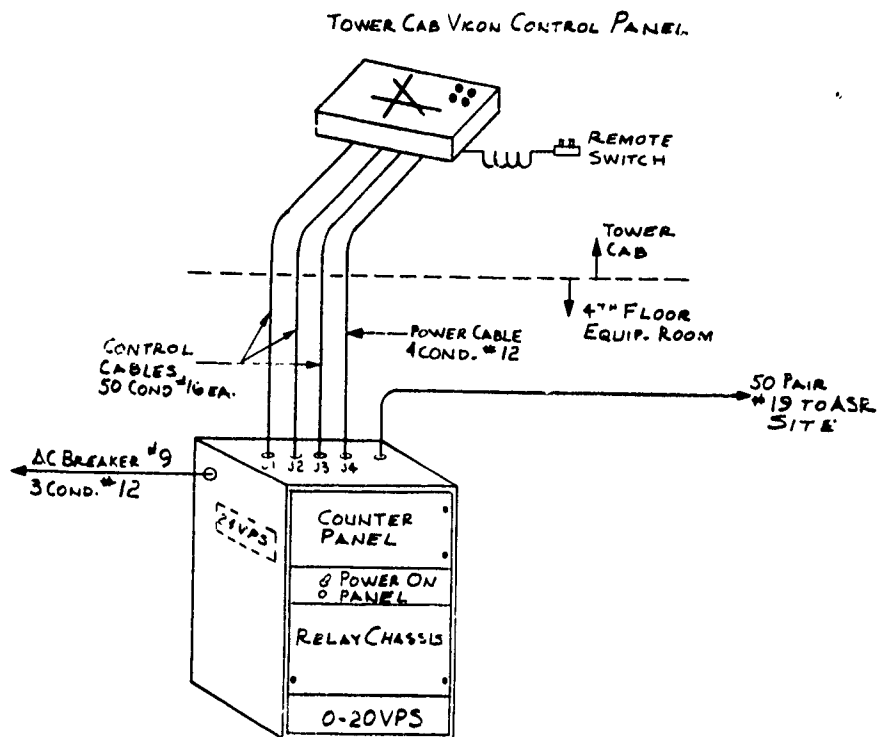 TOWER CAB VICON CONTROL PANEL
REMOTE
SWITCH
TOWER
CAB
4TH FLOOR
EQUIP. ROOM
POWER CABLE
4 COND. #12
CONTROL
CABLES
50 COND #16 EA.
50 PAIR
#19 TO ASR
SITE
AC BREAKER #9
3 COND. #12
J1 J2 J3 J4
24VPS
COUNTER
PANEL
POWER ON
PANEL
RELAY CHASSIS
0-20VPS